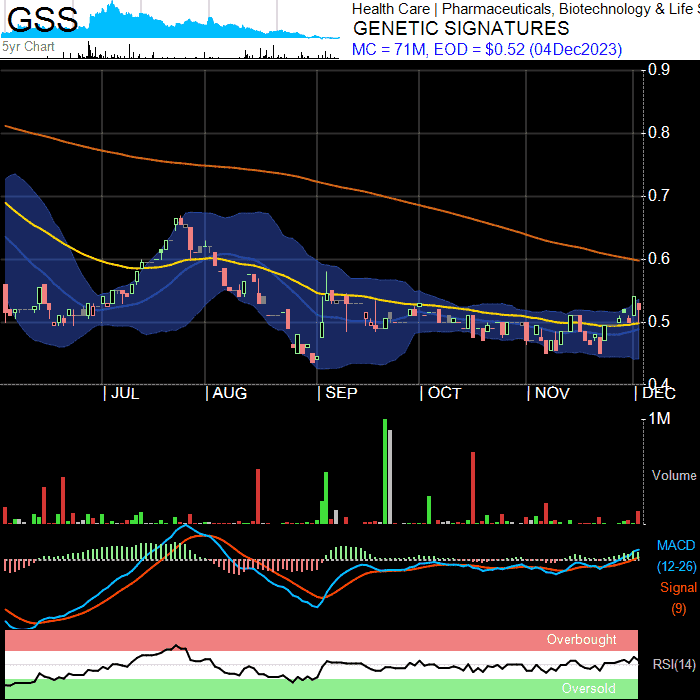 GSS
5yr Chart
Health Care | Pharmaceuticals, Biotechnology & Life S
GENETIC SIGNATURES
MC = 71M, EOD = $0.52 (04Dec2023)
0.9
0.8
0.7
0.6
0.5
0.4
JUL
AUG
SEP
OCT
NOV
DEC
1M
Volume
MACD
(12-26)
Signal
(9)
Overbought
RSI(14)
Oversold